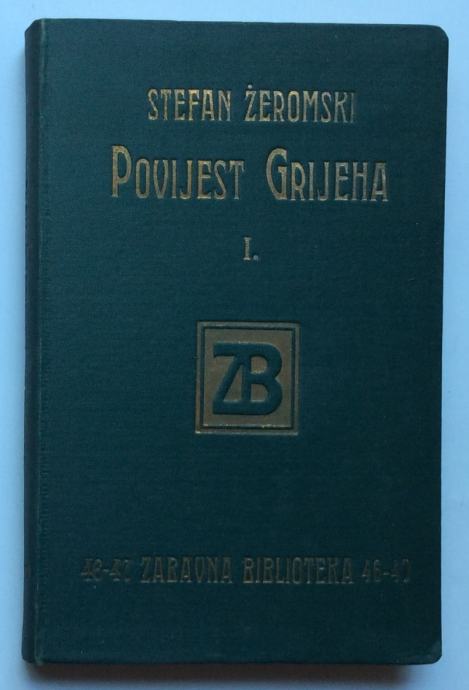 STEFAN ŻEROMSKI
POVIJEST GRIJEHA
I.
ZB
ZABAVNA BIBLIOTEKA